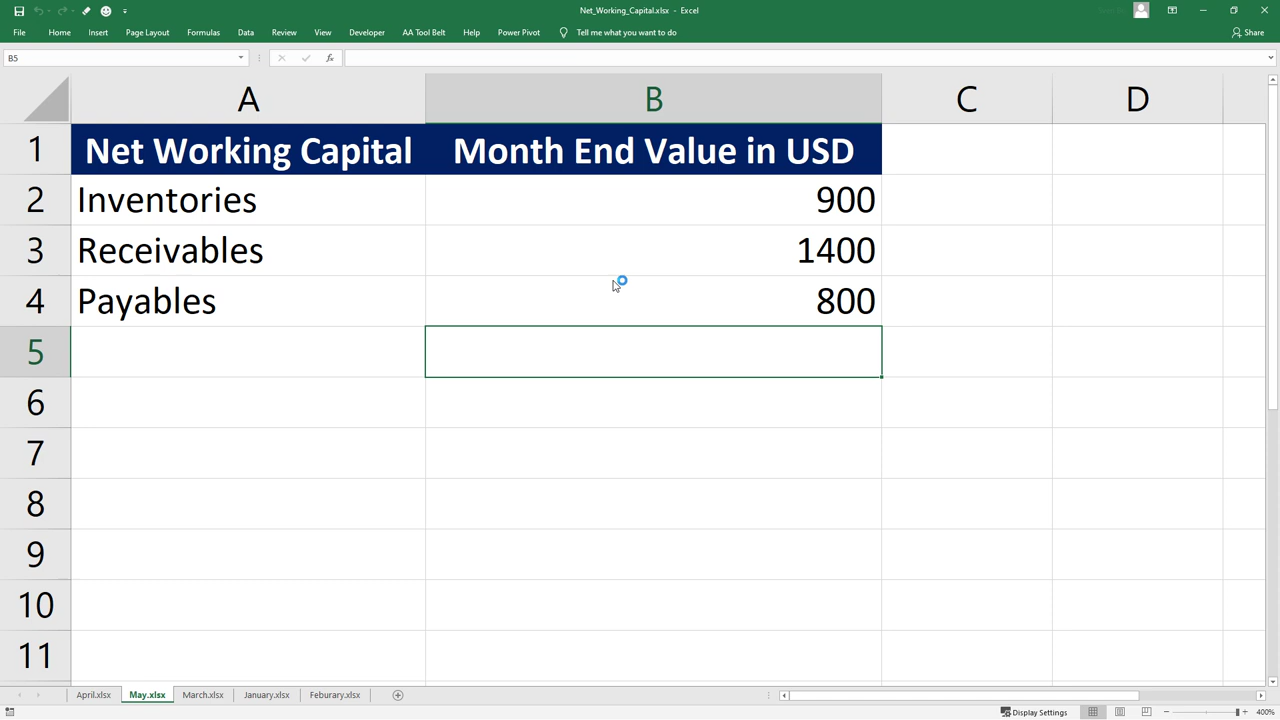 Net_Working_Capital.xlsx - Excel
File Home Insert Page Layout Formulas Data Review View Developer AA Tool Belt Help Power Pivot Tell me what you want to do Share
B5 fx
A B C D
1 Net Working Capital Month End Value in USD
2 Inventories 900
3 Receivables 1400
4 Payables 800
5
6
7
8
9
10
11
April.xlsx May.xlsx March.xlsx January.xlsx Feburary.xlsx
Display Settings 400%